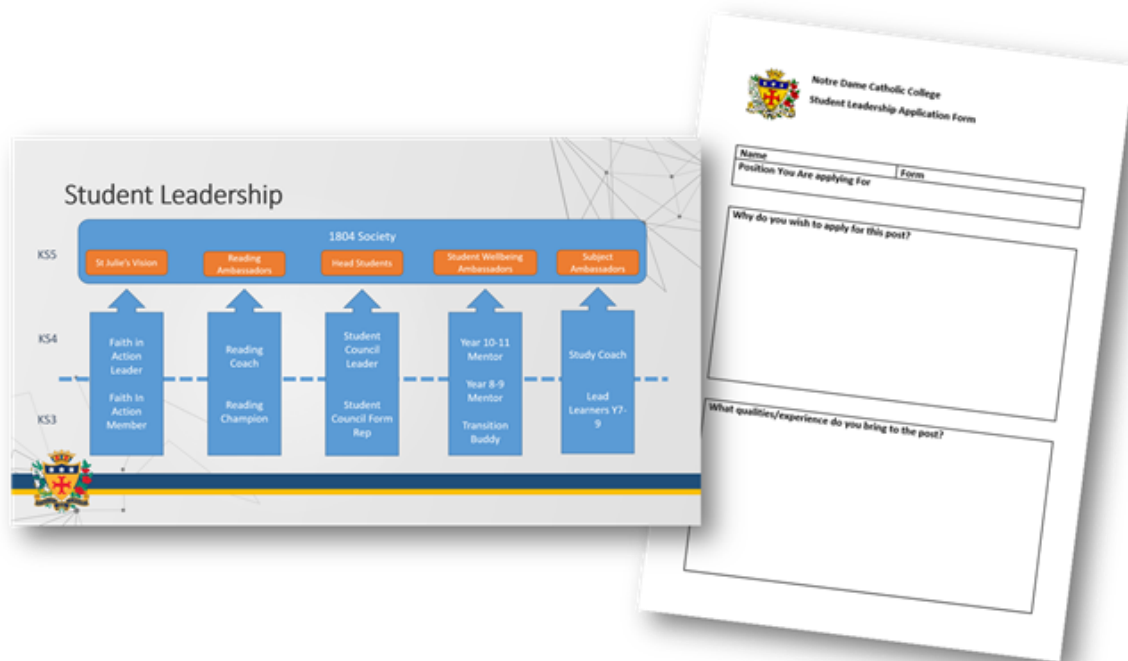 Student Leadership
KS5
1804 Society
St Julie's Vision
Reading
Ambassadors
Head Students
Student Wellbeing
Ambassadors
Subject
Ambassadors
KS4
Faith in
Action
Leader
Reading
Coach
Student
Council
Leader
Year 10-11
Mentor
Study Coach
KS3
Faith In
Action
Member
Reading
Champion
Student
Council Form
Rep
Year 8-9
Mentor
Transition
Buddy
Lead
Learners Y7-
9
Notre Dame Catholic College
Student Leadership Application Form
Name
Form
Position You Are applying For
Why do you wish to apply for this post?
What qualities/experience do you bring to the post?